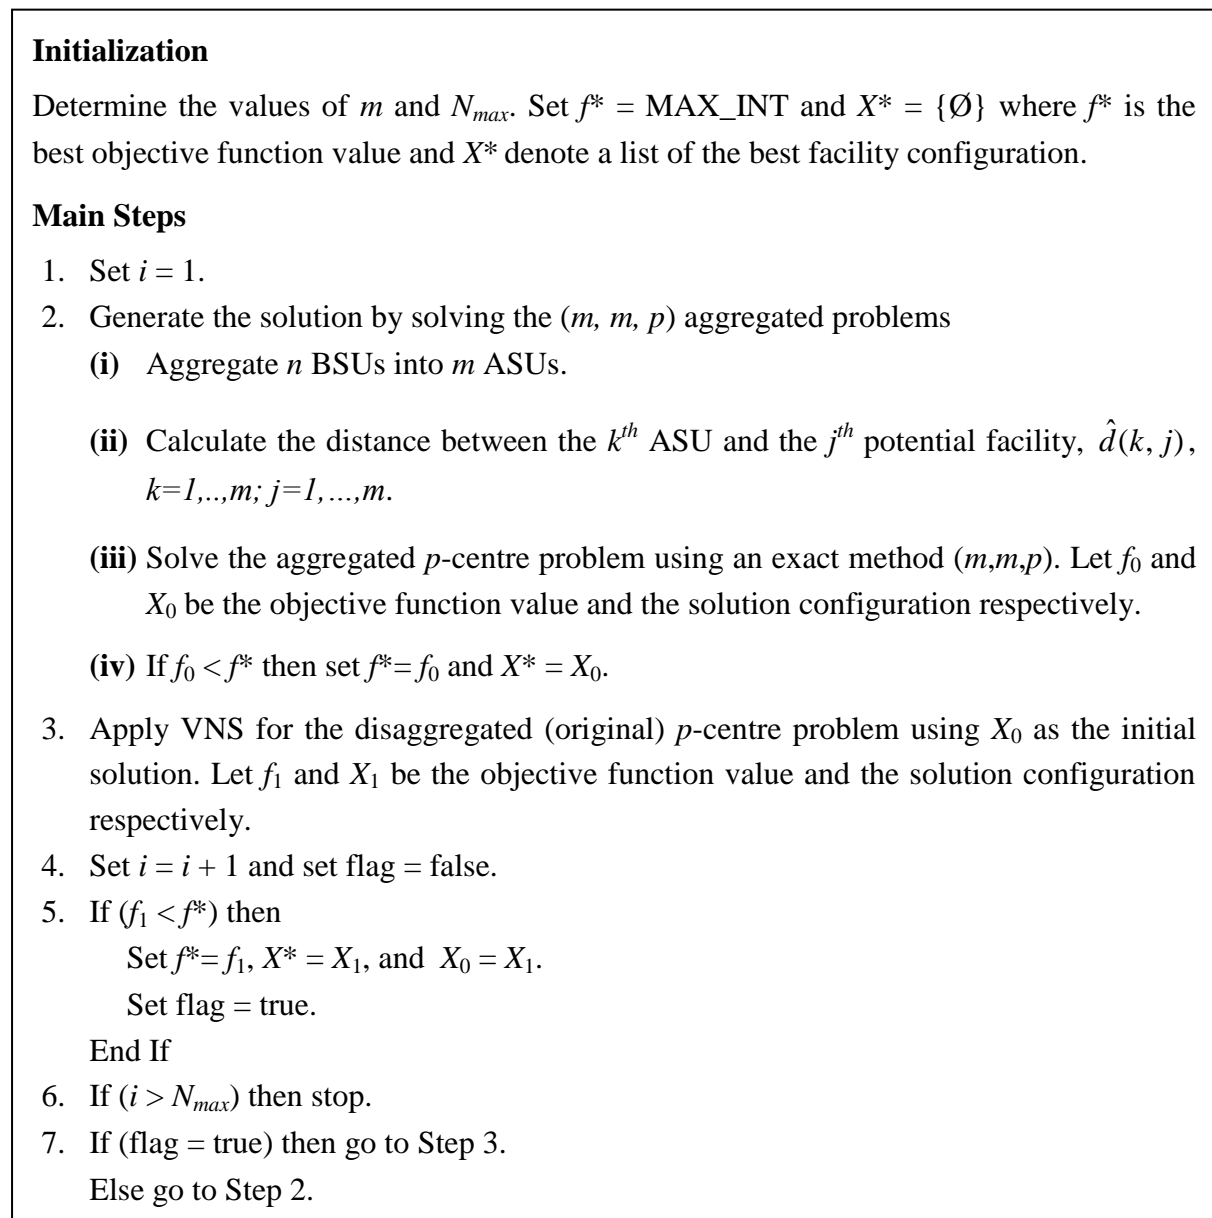 Initialization
Determine the values of m and Nmax. Set f* = MAX_INT and X* = {Ø} where f* is the
best objective function value and X* denote a list of the best facility configuration.
Main Steps
1. Set i = 1.
2. Generate the solution by solving the (m, m, p) aggregated problems
(i) Aggregate n BSUs into m ASUs.
(ii) Calculate the distance between the kth ASU and the jth potential facility, d̂(k, j),
k=1,..,m; j=1,...,m.
(iii) Solve the aggregated p-centre problem using an exact method (m,m,p). Let f0 and
X0 be the objective function value and the solution configuration respectively.
(iv) If f0 < f* then set f*= f0 and X* = X0.
3. Apply VNS for the disaggregated (original) p-centre problem using X0 as the initial
solution. Let f1 and X1 be the objective function value and the solution configuration
respectively.
4. Set i = i + 1 and set flag = false.
5. If (f1 < f*) then
Set f*= f1, X* = X1, and X0 = X1.
Set flag = true.
End If
6. If (i > Nmax) then stop.
7. If (flag = true) then go to Step 3.
Else go to Step 2.